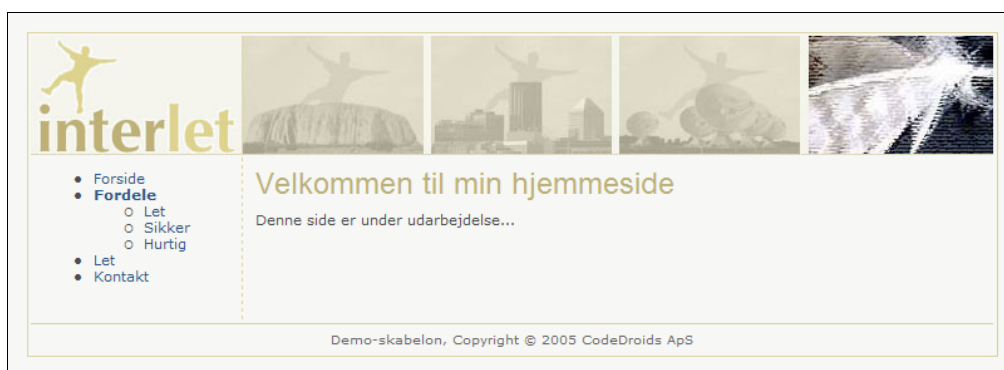 interlet
Forside
Fordele
Let
Sikker
Hurtig
Let
Kontakt
Velkommen til min hjemmeside
Denne side er under udarbejdelse...
Demo-skabelon, Copyright © 2005 CodeDroids ApS